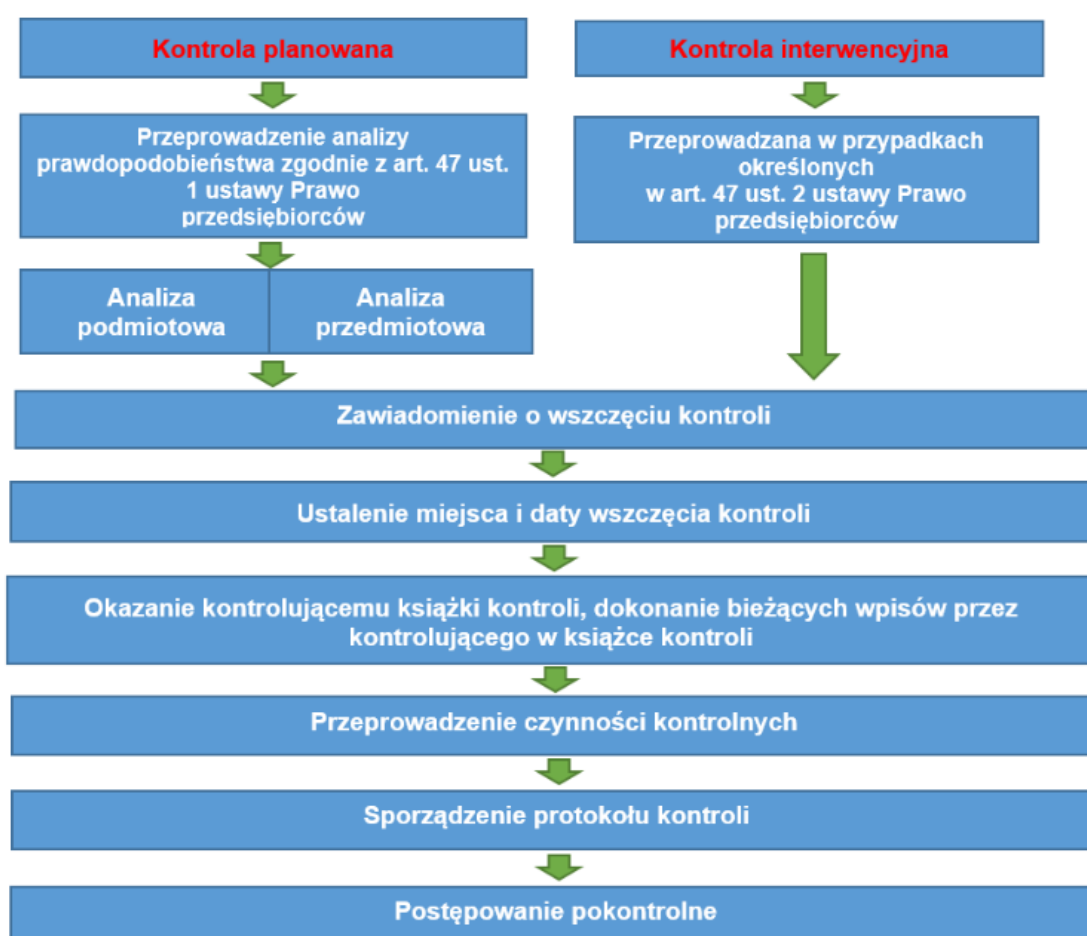 Kontrola planowana
Kontrola interwencyjna
Przeprowadzenie analizy
prawdopodobieństwa zgodnie z art. 47 ust.
1 ustawy Prawo
przedsiębiorców
Przeprowadzana w przypadkach
określonych
w art. 47 ust. 2 ustawy Prawo
przedsiębiorców
Analiza
podmiotowa
Analiza
przedmiotowa
Zawiadomienie o wszczęciu kontroli
Ustalenie miejsca i daty wszczęcia kontroli
Okazanie kontrolującemu książki kontroli, dokonanie bieżących wpisów przez
kontrolującego w książce kontroli
Przeprowadzenie czynności kontrolnych
Sporządzenie protokołu kontroli
Postępowanie pokontrolne